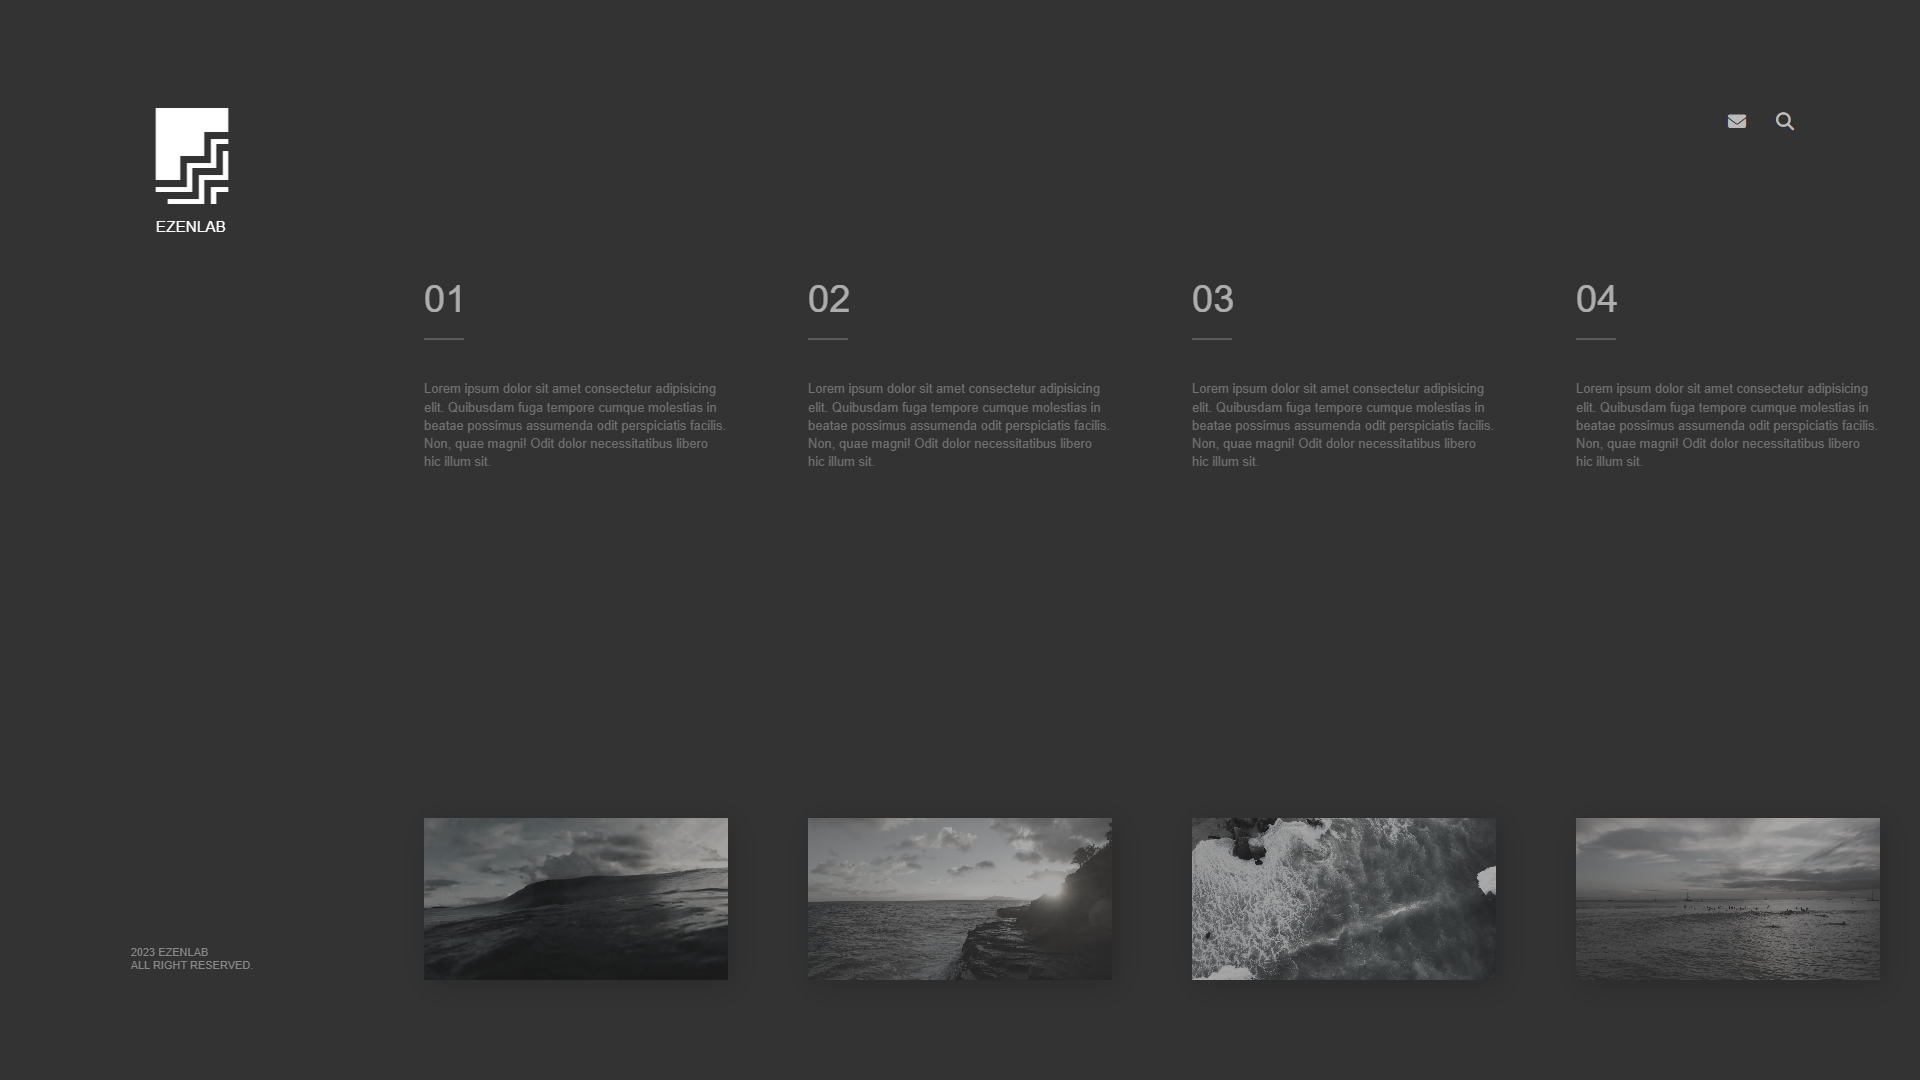 EZENLAB
01
Lorem ipsum dolor sit amet consectetur adipisicing
elit. Quibusdam fuga tempore cumque molestias in
beatae possimus assumenda odit perspiciatis facilis.
Non, quae magni! Odit dolor necessitatibus libero
hic illum sit.
02
Lorem ipsum dolor sit amet consectetur adipisicing
elit. Quibusdam fuga tempore cumque molestias in
beatae possimus assumenda odit perspiciatis facilis.
Non, quae magni! Odit dolor necessitatibus libero
hic illum sit.
03
Lorem ipsum dolor sit amet consectetur adipisicing
elit. Quibusdam fuga tempore cumque molestias in
beatae possimus assumenda odit perspiciatis facilis.
Non, quae magni! Odit dolor necessitatibus libero
hic illum sit.
04
Lorem ipsum dolor sit amet consectetur adipisicing
elit. Quibusdam fuga tempore cumque molestias in
beatae possimus assumenda odit perspiciatis facilis.
Non, quae magni! Odit dolor necessitatibus libero
hic illum sit.
2023 EZENLAB
ALL RIGHT RESERVED.